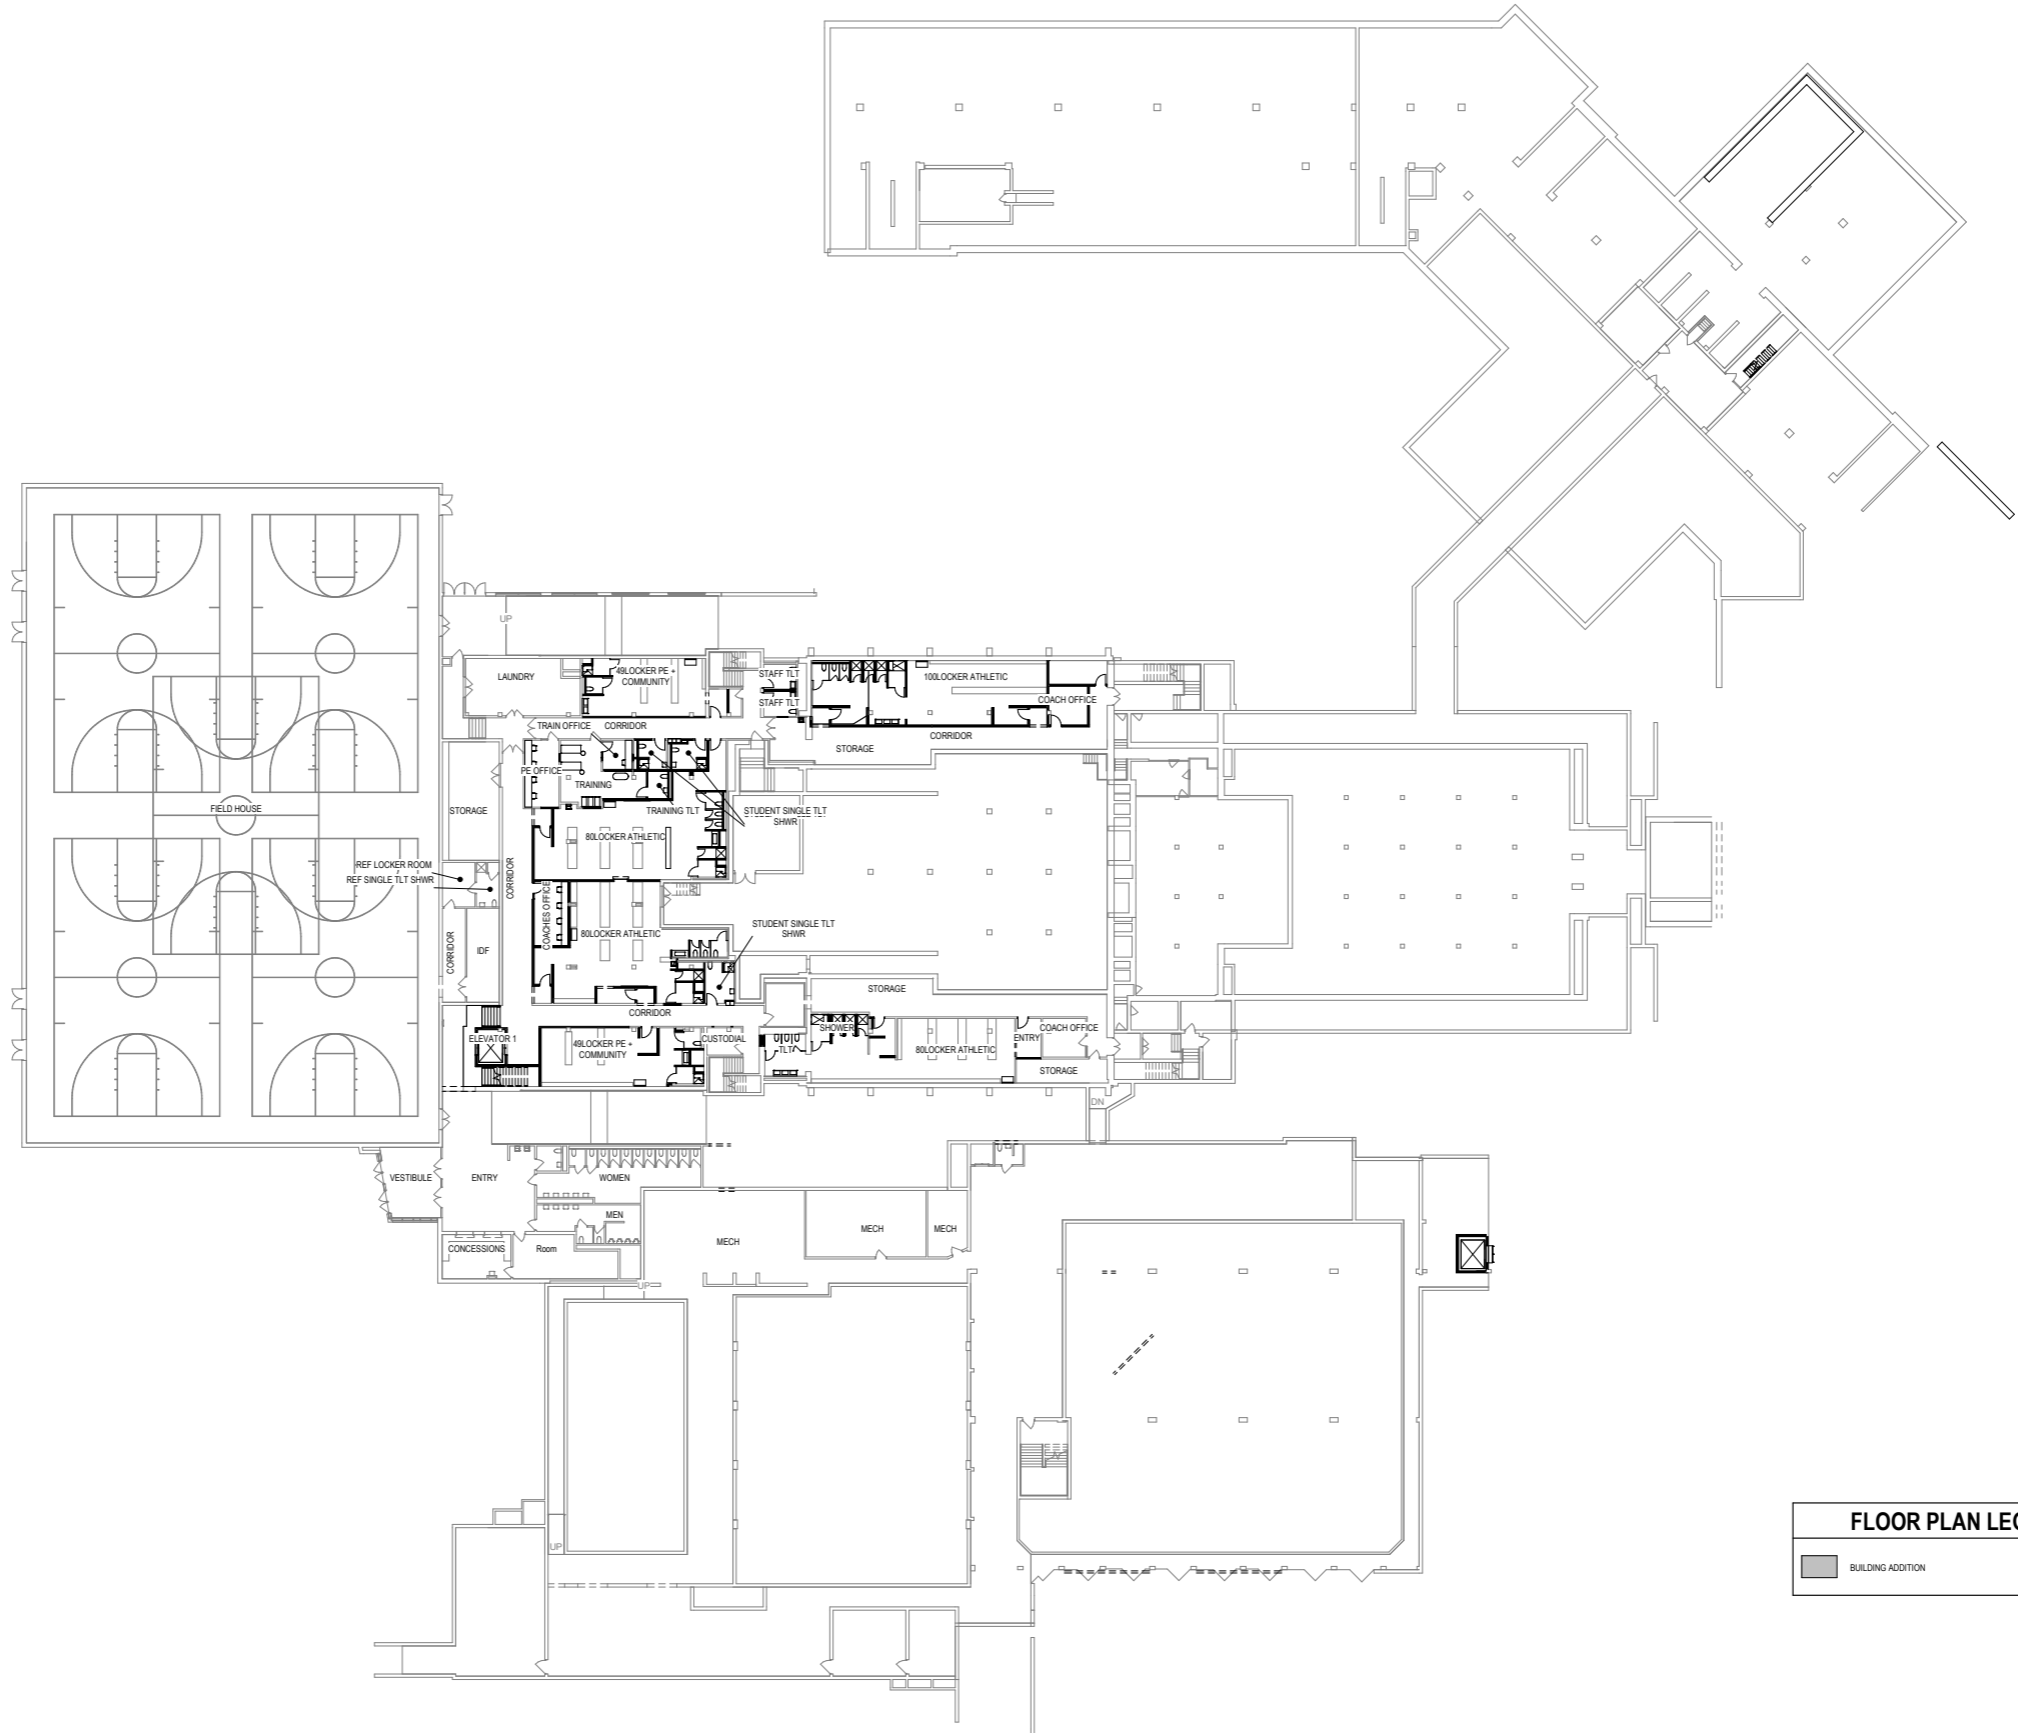 UP
LAUNDRY
49LOCKER PE +
COMMUNITY
STAFF TLT
STAFF TLT
100LOCKER ATHLETIC
COACH OFFICE
TRAIN OFFICE
CORRIDOR
CORRIDOR
STORAGE
PE OFFICE
TRAINING
TRAINING TLT
STUDENT SINGLE TLT
SHWR
STORAGE
FIELD HOUSE
80LOCKER ATHLETIC
REF LOCKER ROOM
REF SINGLE TLT SHWR
CORRIDOR
COACHES OFFICE
80LOCKER ATHLETIC
STUDENT SINGLE TLT
SHWR
CORRIDOR
IDF
STORAGE
CORRIDOR
ELEVATOR 1
49LOCKER PE +
COMMUNITY
CUSTODIAL
TLT
SHOWER
80LOCKER ATHLETIC
ENTRY
COACH OFFICE
STORAGE
DN
VESTIBULE
ENTRY
WOMEN
MEN
CONCESSIONS
Room
MECH
MECH
MECH
UP
UP
FLOOR PLAN LEG
BUILDING ADDITION